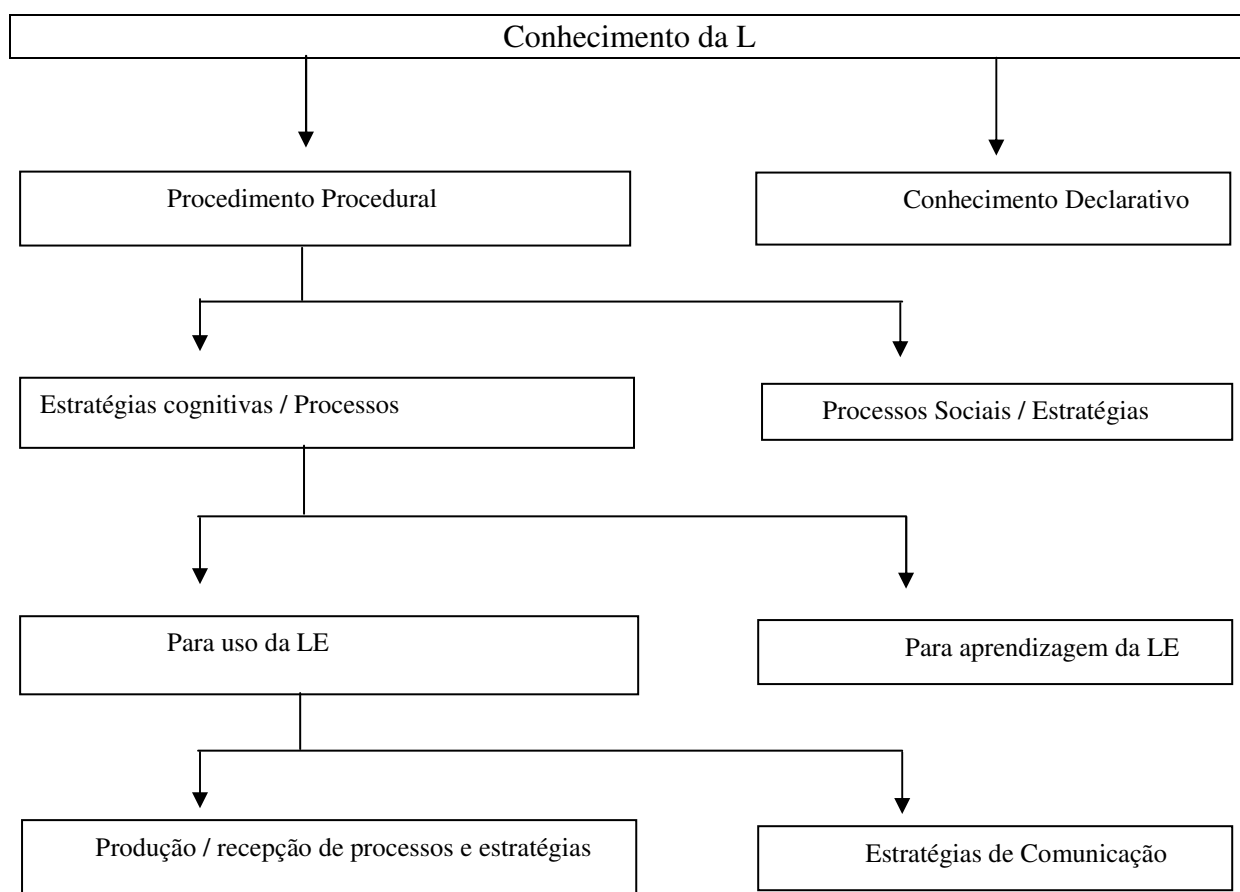 Conhecimento da L
Procedimento Procedural
Conhecimento Declarativo
Estratégias cognitivas / Processos
Processos Sociais / Estratégias
Para uso da LE
Para aprendizagem da LE
Produção / recepção de processos e estratégias
Estratégias de Comunicação